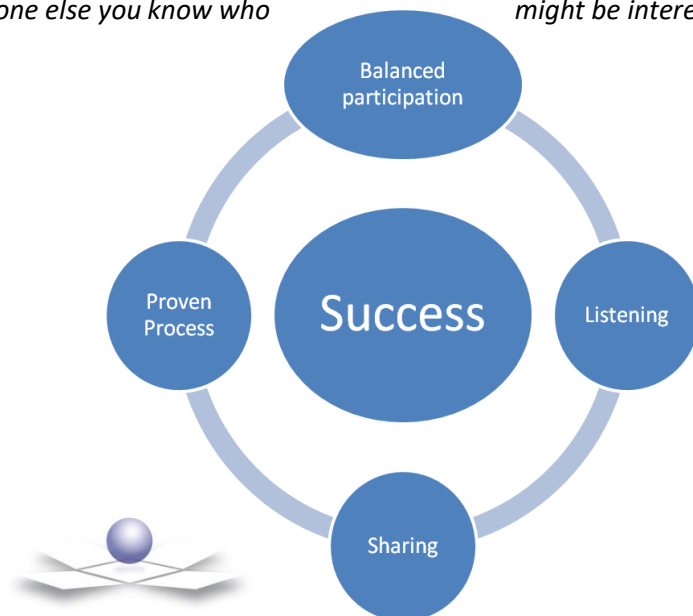 one else you know who
might be intere
Balanced
participation
Proven
Process
Success
Listening
Sharing